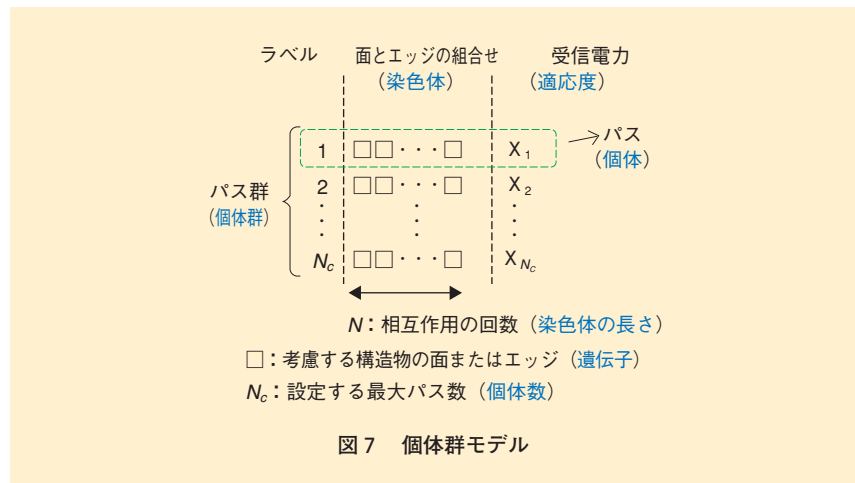 ラベル 面とエッジの組合せ 受信電力
（染色体） （適応度）
1 □□・・・□ X₁ パス
（個体）
2 □□・・・□ X₂
パス群
（個体群）
・ ・ ・
・ ・ ・
・ ・ ・
N_c □□・・・□ X_{N_c}
N：相互作用の回数（染色体の長さ）
□：考慮する構造物の面またはエッジ（遺伝子）
N_c：設定する最大パス数（個体数）
図7 個体群モデル